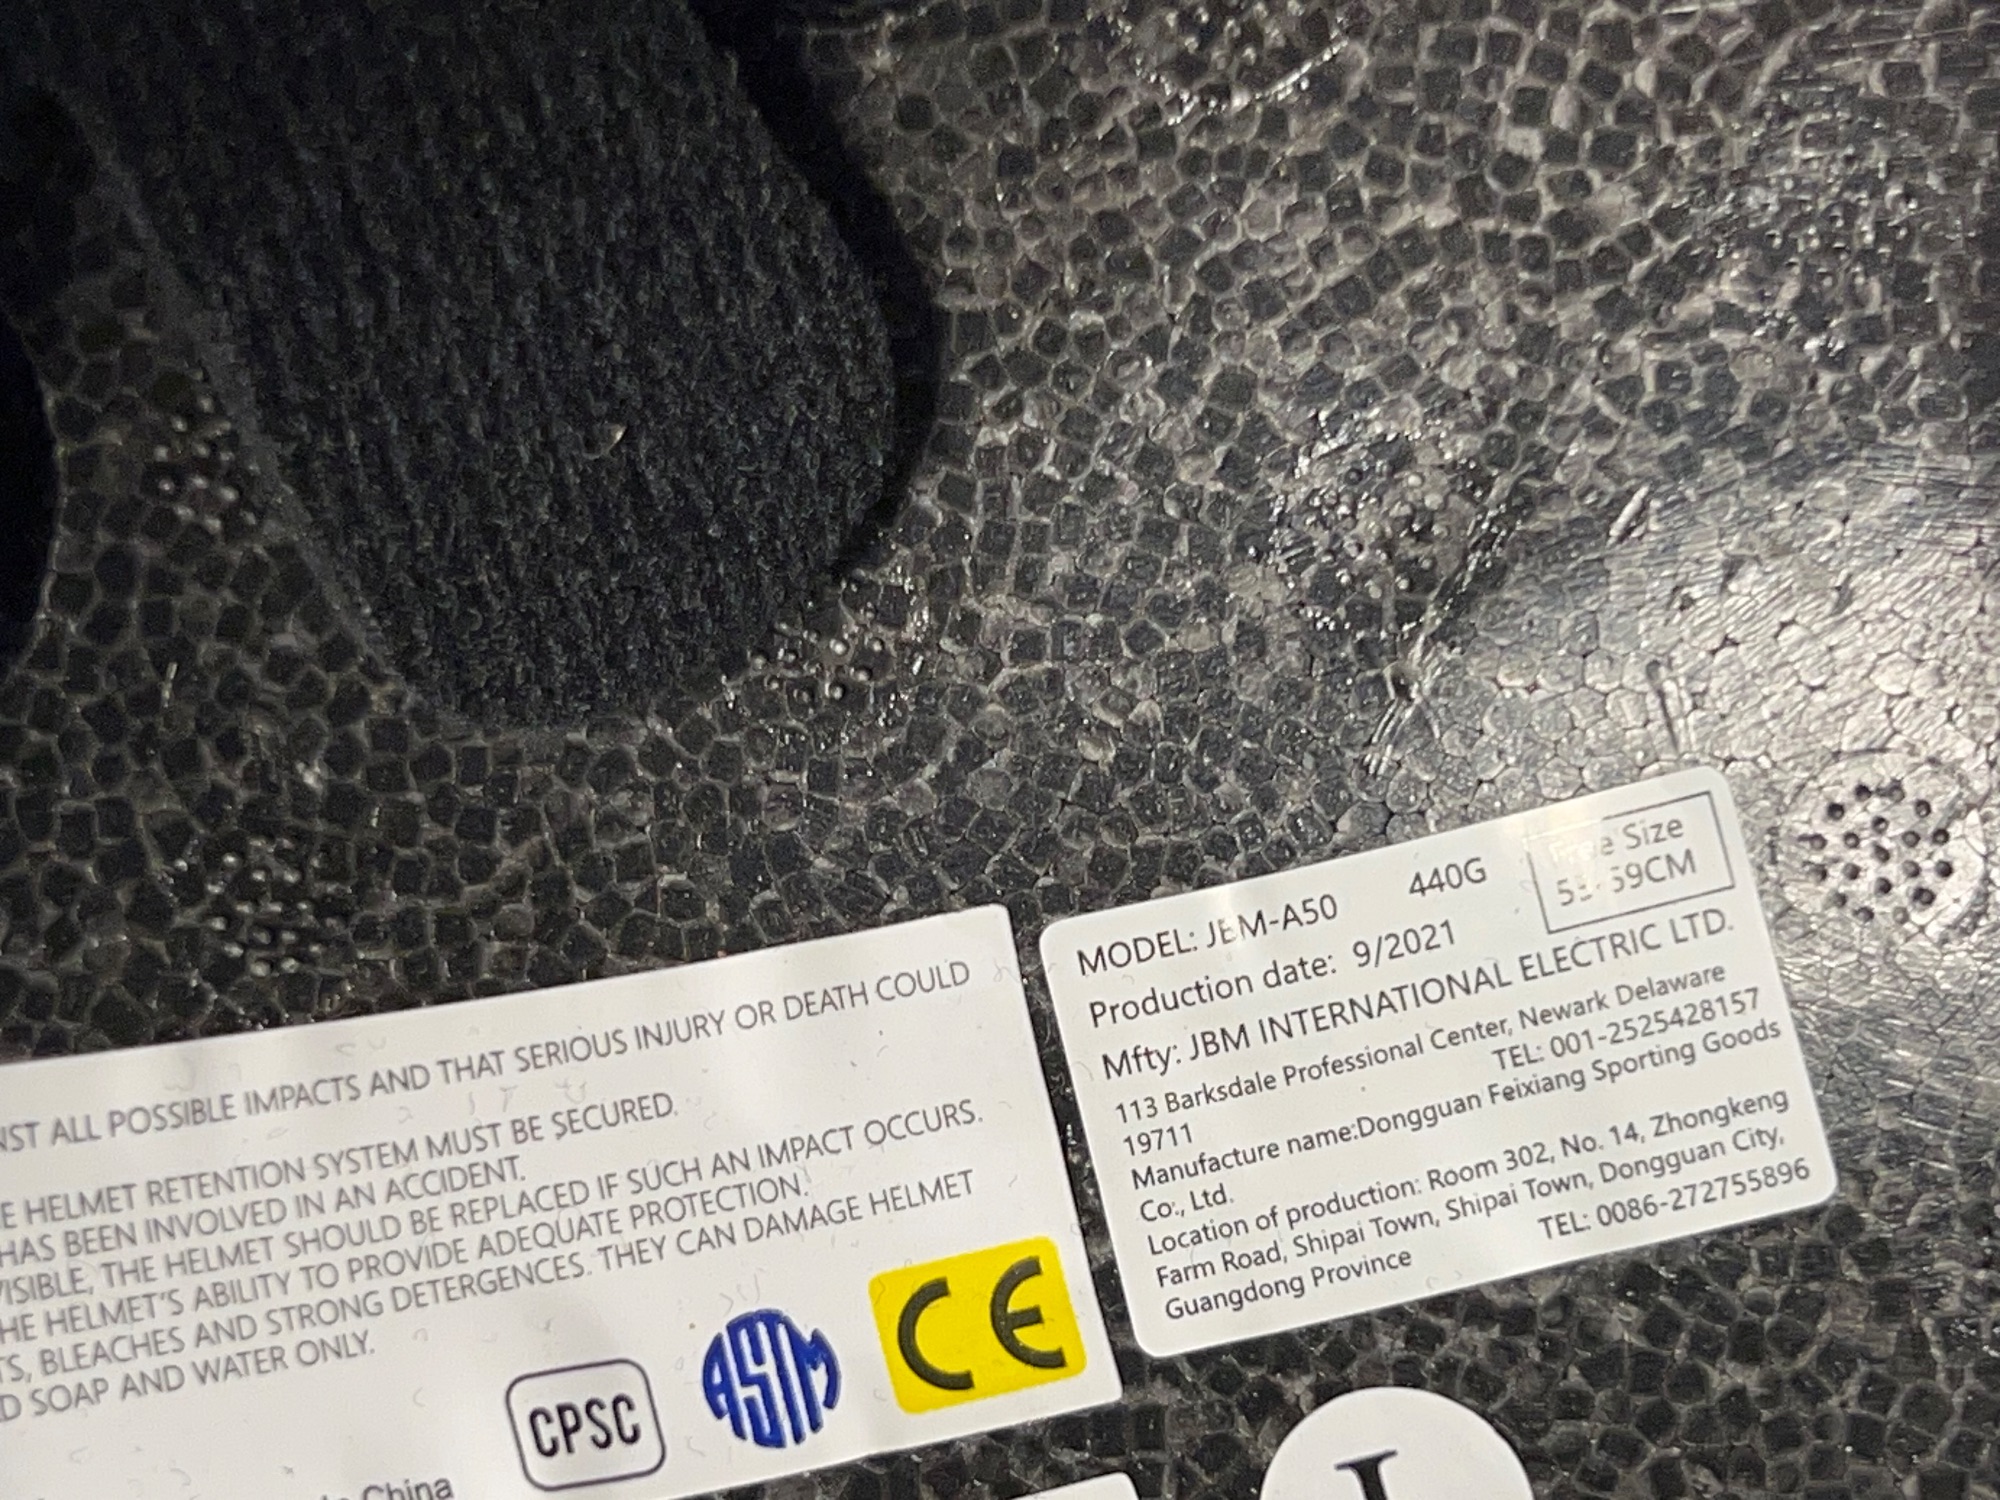 NST ALL POSSIBLE IMPACTS AND THAT SERIOUS INJURY OR DEATH COULD
E HELMET RETENTION SYSTEM MUST BE SECURED.
HAS BEEN INVOLVED IN AN ACCIDENT.
VISIBLE, THE HELMET SHOULD BE REPLACED IF SUCH AN IMPACT OCCURS.
HE HELMET'S ABILITY TO PROVIDE ADEQUATE PROTECTION.
TS, BLEACHES AND STRONG DETERGENCES. THEY CAN DAMAGE HELMET
D SOAP AND WATER ONLY.
CPSC
ASTM
CE
China
MODEL: JBM-A50 440G
Size
59CM
Production date: 9/2021
Mfty: JBM INTERNATIONAL ELECTRIC LTD.
113 Barksdale Professional Center, Newark Delaware
19711 TEL: 001-2525428157
Manufacture name:Dongguan Feixiang Sporting Goods
Co., Ltd.
Location of production: Room 302, No. 14, Zhongkeng
Farm Road, Shipai Town, Shipai Town, Dongguan City,
Guangdong Province TEL: 0086-272755896